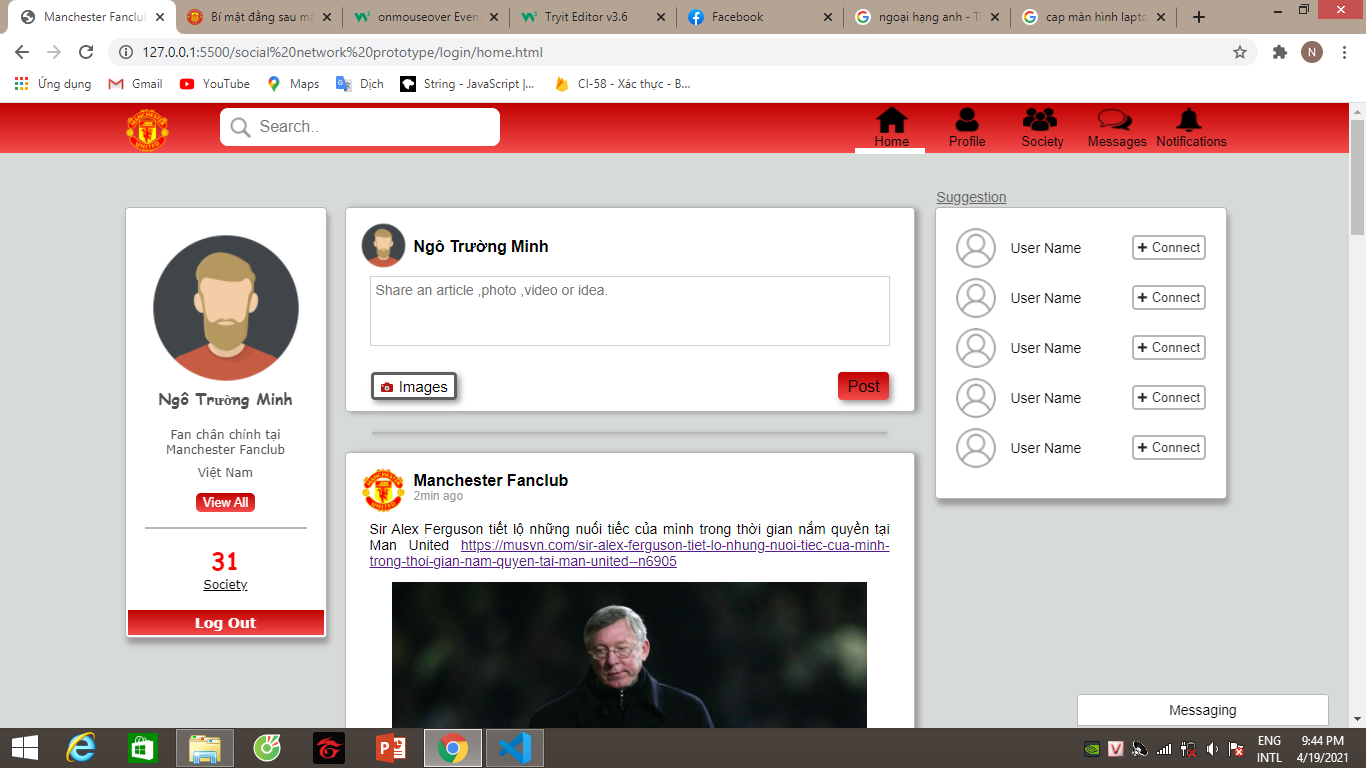 Manchester Fanclub
Bí mật đằng sau mà
onmouseover Even
Tryit Editor v3.6
Facebook
ngoại hạng anh - T
cap màn hình lapto
127.0.0.1:5500/social%20network%20prototype/login/home.html
N
Ứng dụng
Gmail
YouTube
Maps
Dịch
String - JavaScript |...
CI-58 - Xác thực - B...
MANCHESTER
UNITED
Search..
Home
Profile
Society
Messages
Notifications
Ngô Trường Minh
Fan chân chính tại
Manchester Fanclub
Việt Nam
View All
31
Society
Log Out
Ngô Trường Minh
Share an article ,photo ,video or idea.
Images
Post
MANCHESTER
UNITED
Manchester Fanclub
2min ago
Sir Alex Ferguson tiết lộ những nuối tiếc của mình trong thời gian nắm quyền tại
Man United https://musvn.com/sir-alex-ferguson-tiet-lo-nhung-nuoi-tiec-cua-minh-
trong-thoi-gian-nam-quyen-tai-man-united--n6905
Suggestion
User Name
+ Connect
User Name
+ Connect
User Name
+ Connect
User Name
+ Connect
User Name
+ Connect
Messaging
ENG
INTL
9:44 PM
4/19/2021